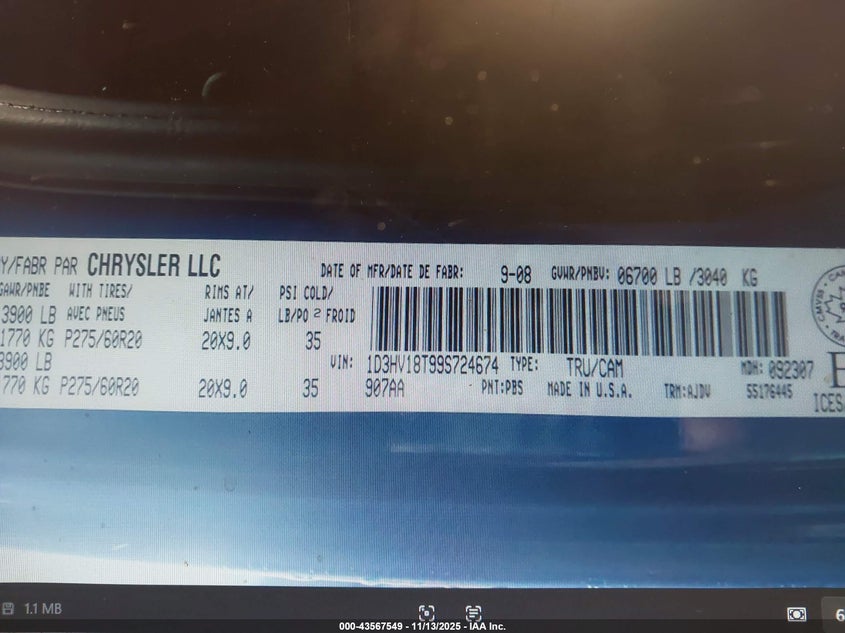 Y/FABR PAR CHRYSLER LLC
DATE OF MFR/DATE DE FABR: 9-08 GVWR/PNBV: 06700 LB /3040 KG
GAWR/PNBE WITH TIRES/ RIMS AT/ PSI COLD/
3900 LB AVEC PNEUS JANTES A LB/PO² FROID
1770 KG P275/60R20 20X9.0 35
3900 LB
1770 KG P275/60R20 20X9.0 35
VIN: 1D3HV18T99S724674 TYPE: TRU/CAM MDH: 092307
907AA PNT:PBS MADE IN U.S.A. TRM:AJDV 55176445
ICES
1.1 MB
000-43567549 - 11/13/2025 - IAA Inc.
6